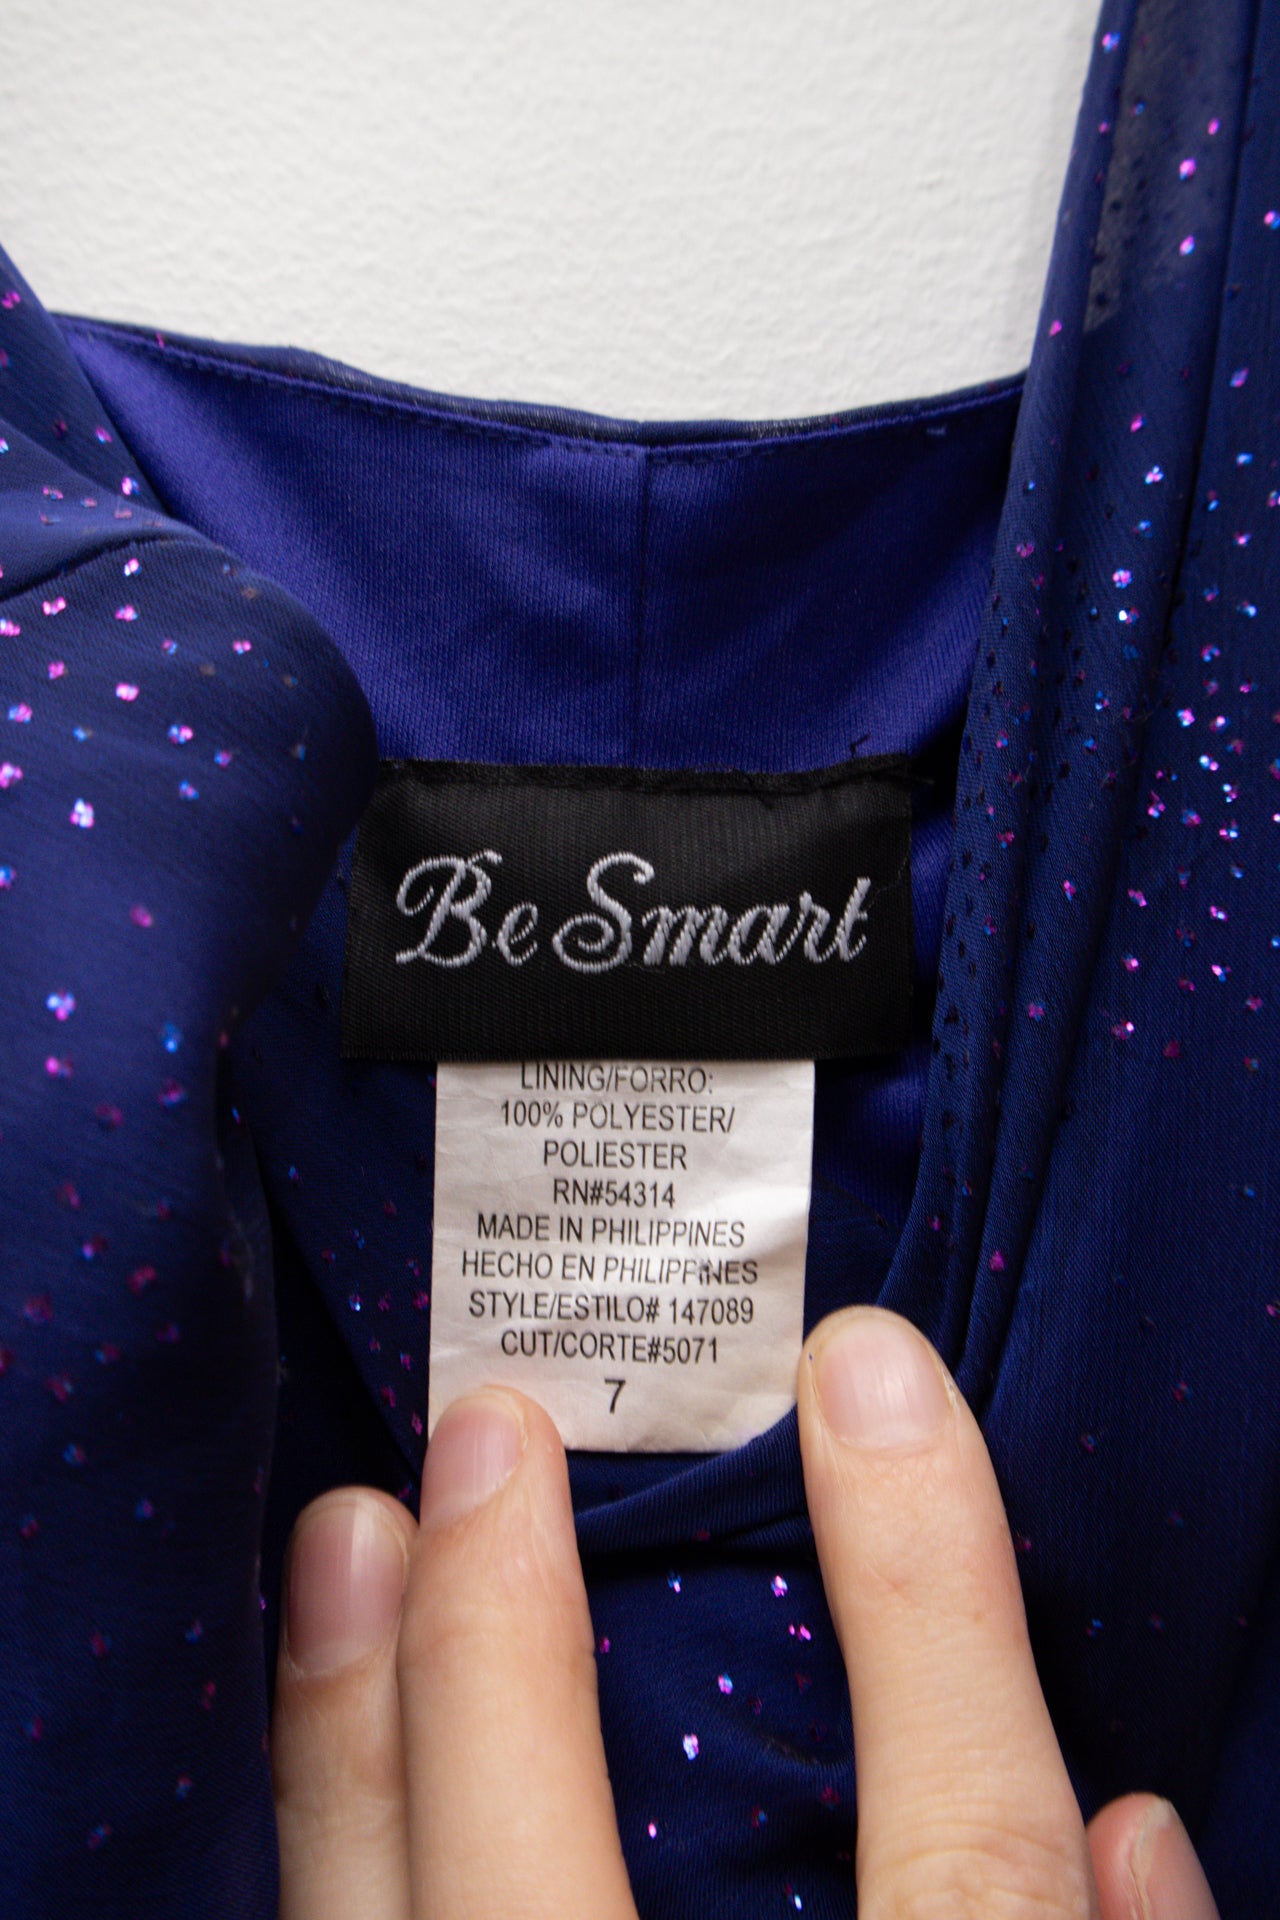 Be Smart
LINING/FORRO:
100% POLYESTER/
POLIESTER
RN#54314
MADE IN PHILIPPINES
HECHO EN PHILIPPINES
STYLE/ESTILO# 147089
CUT/CORTE#5071
7